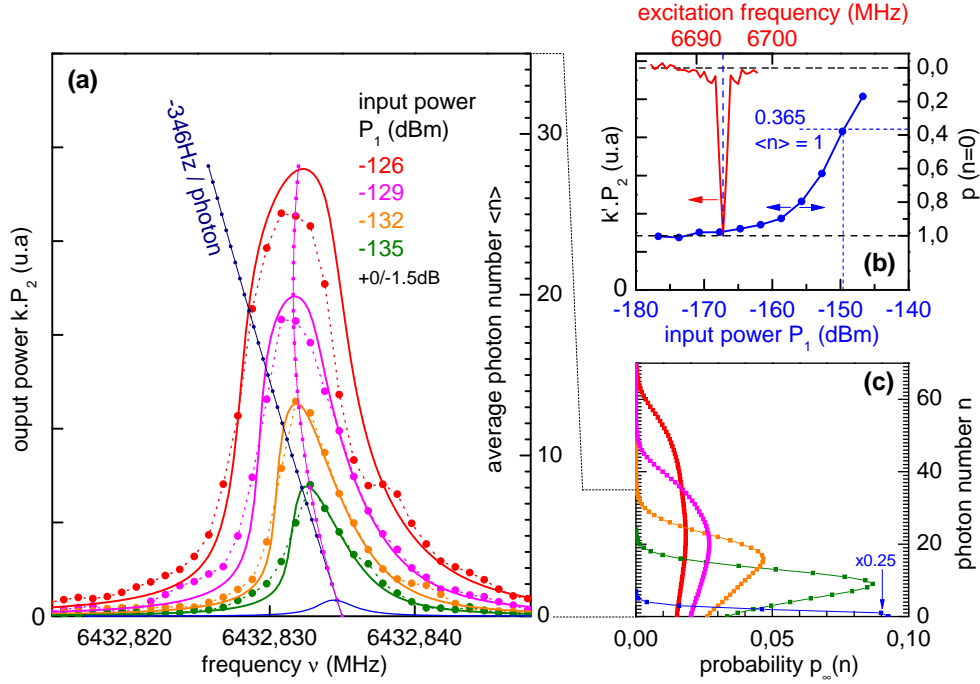 (a)
-346Hz / photon
input power
P1 (dBm)
-126
-129
-132
-135
+0/-1.5dB
ouput power k.P2 (u.a)
0
6432,820
6432,830
6432,840
frequency ν (MHz)
average photon number <n>
30
20
10
0
excitation frequency (MHz)
6690
6700
k'.P2 (u.a)
0
0.365
<n> = 1
(b)
0,0
0,2
0,4
0,6
0,8
1,0
p (n=0)
-180
-170
-160
-150
-140
input power P1 (dBm)
(c)
x0.25
60
40
20
0
photon number n
0,00
0,05
0,10
probability p∞(n)